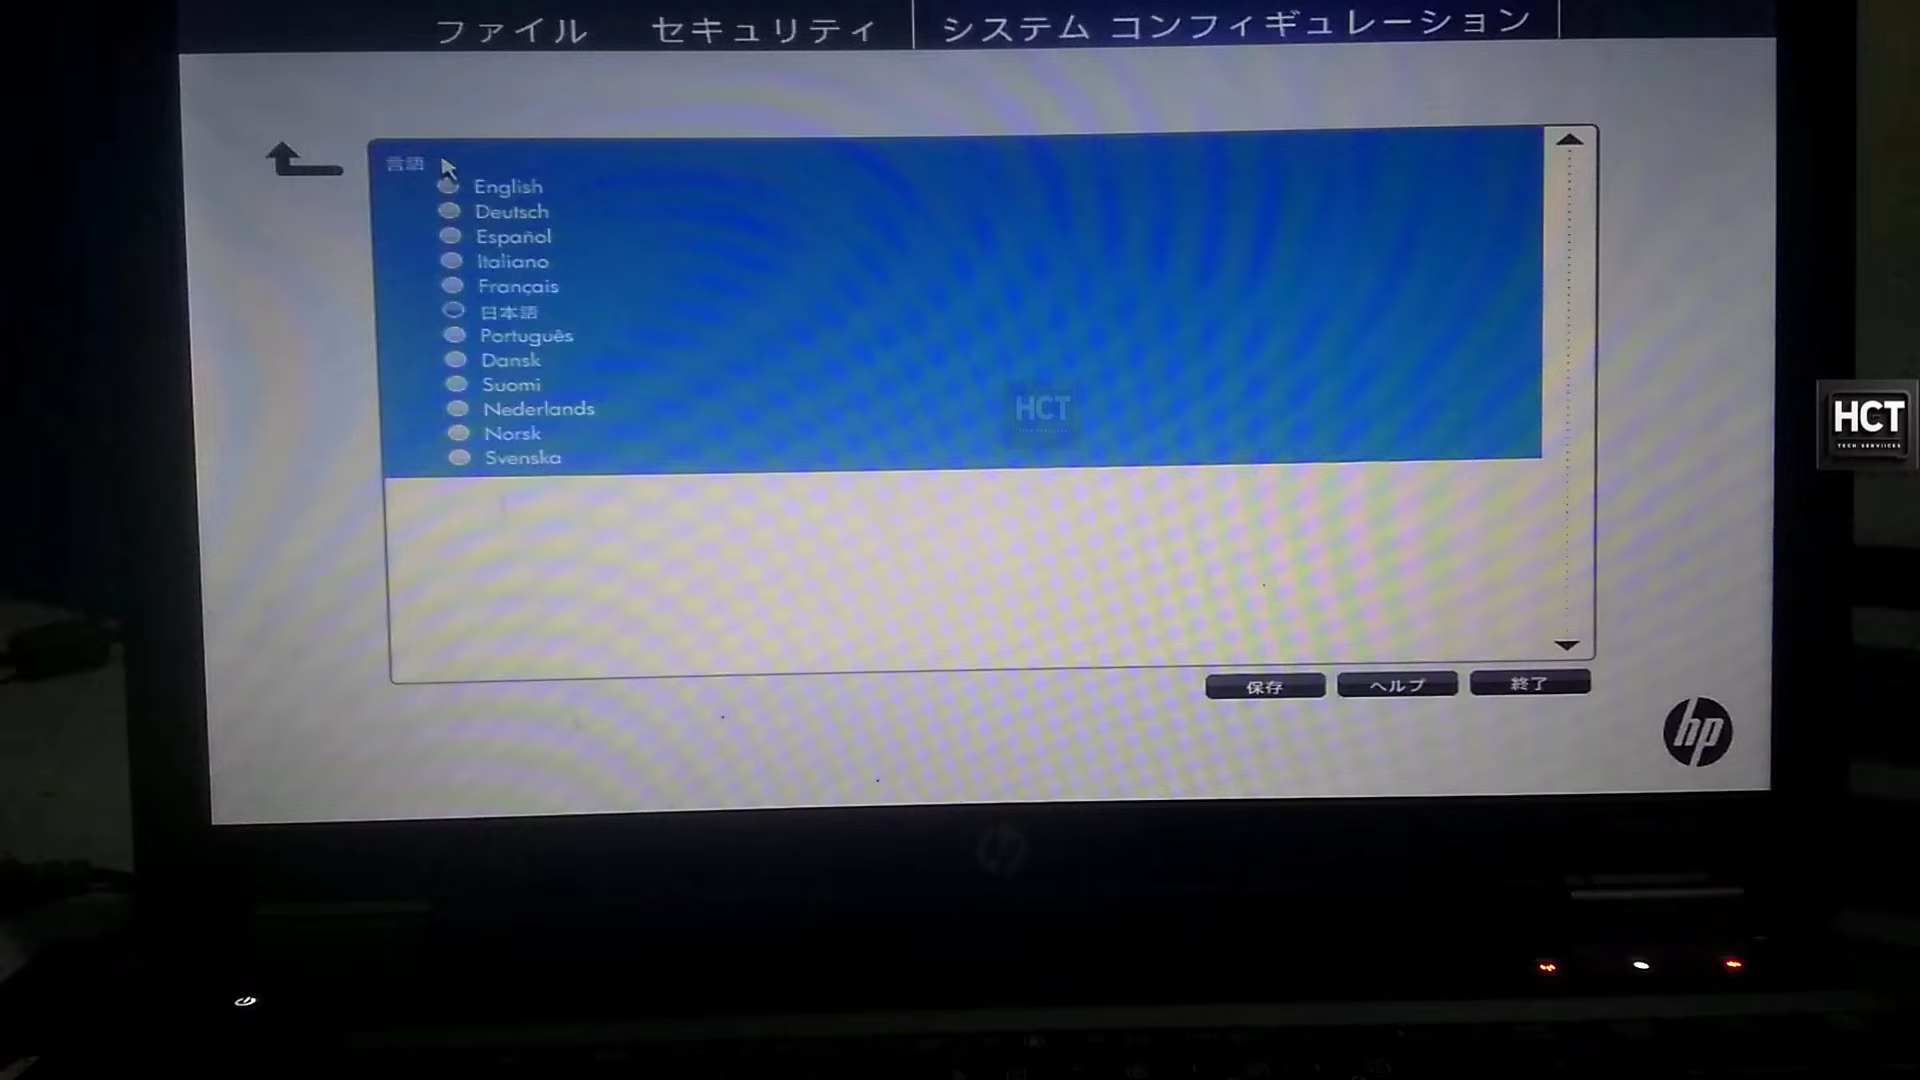 ファイル セキュリティ システム コンフィギュレーション
言語
English
Deutsch
Español
Italiano
Français
日本語
Português
Dansk
Suomi
Nederlands
Norsk
Svenska
HCT
保存 ヘルプ 終了
hp
HCT
TECH SERVIICES